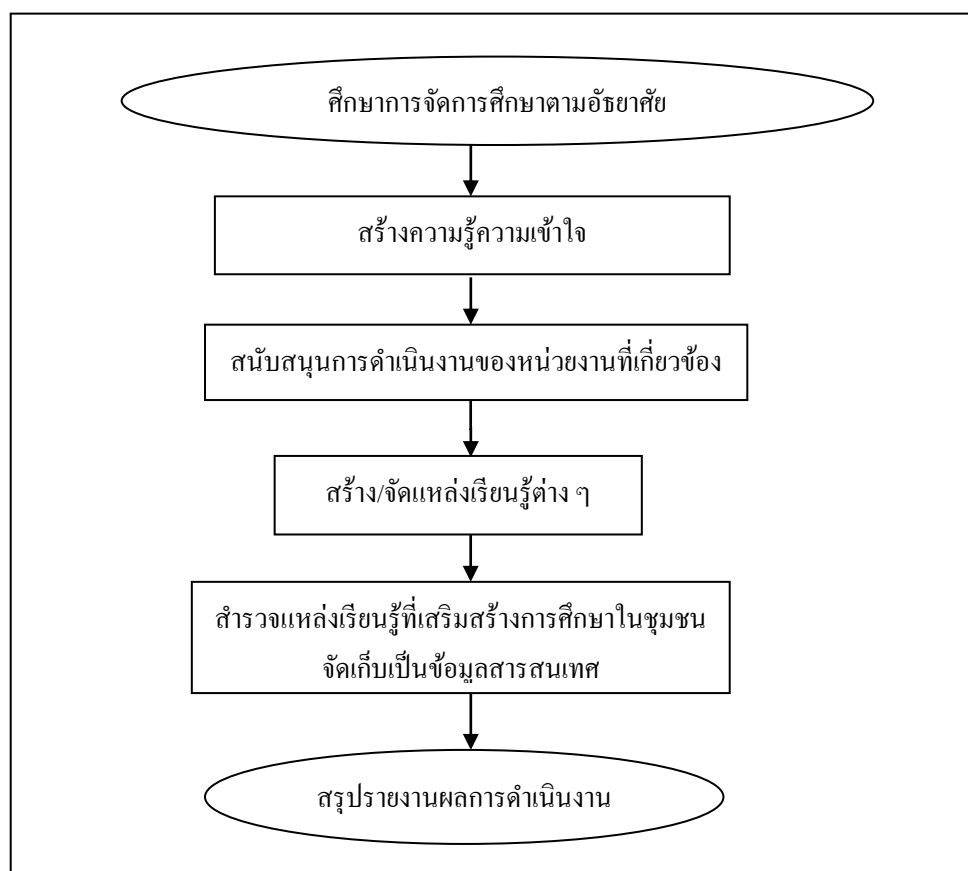 ศึกษาการจัดการศึกษาตามอัธยาศัย
สร้างความรู้ความเข้าใจ
สนับสนุนการดำเนินงานของหน่วยงานที่เกี่ยวข้อง
สร้าง/จัดแหล่งเรียนรู้ต่าง ๆ
สำรวจแหล่งเรียนรู้ที่เสริมสร้างการศึกษาในชุมชน
จัดเก็บเป็นข้อมูลสารสนเทศ
สรุปรายงานผลการดำเนินงาน